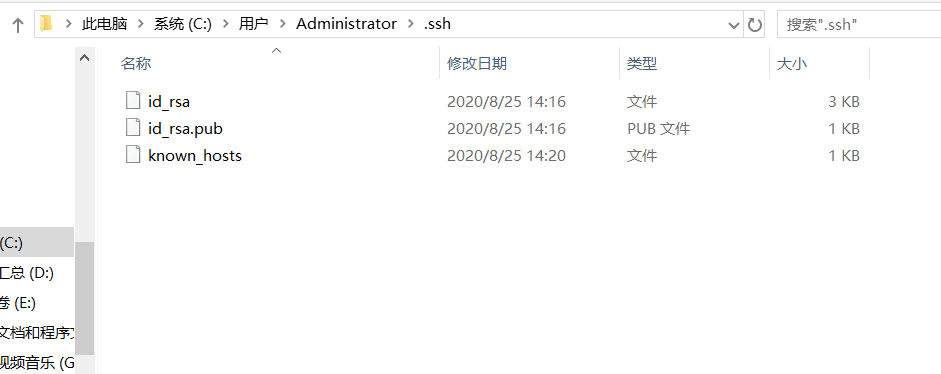 此电脑 系统 (C:) 用户 Administrator .ssh 搜索".ssh"
名称 修改日期 类型 大小
id_rsa 2020/8/25 14:16 文件 3 KB
id_rsa.pub 2020/8/25 14:16 PUB 文件 1 KB
known_hosts 2020/8/25 14:20 文件 1 KB
(C:)
汇总 (D:)
卷 (E:)
文档和程序文
视频音乐 (G